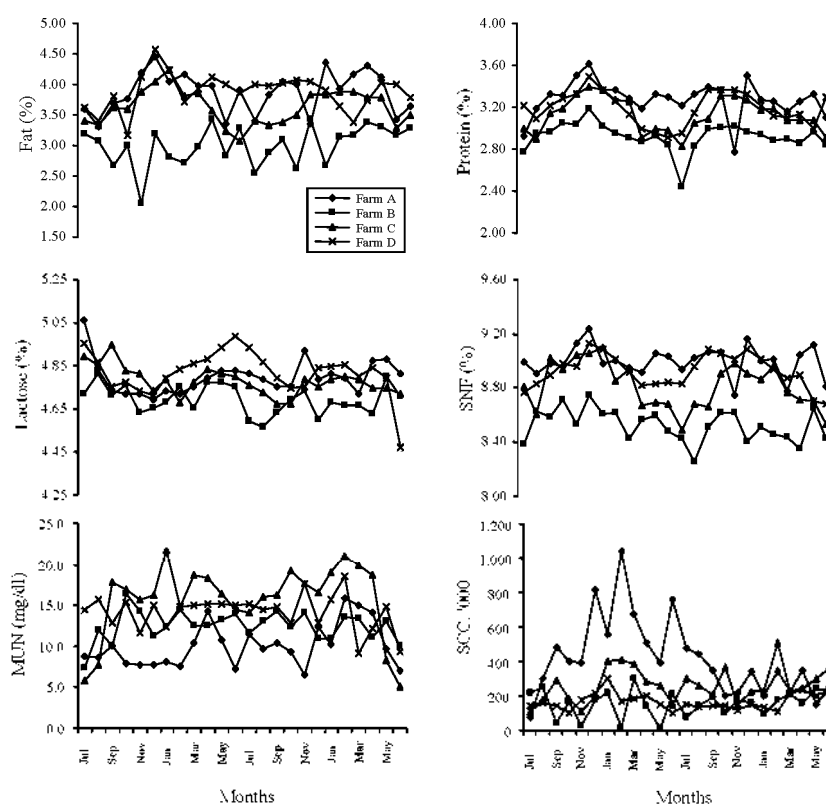 Fat (%)
5.00
4.50
4.00
3.50
3.00
2.50
2.00
1.50
Farm A
Farm B
Farm C
Farm D
Protein (%)
4.00
3.60
3.20
2.80
2.40
2.00
Lactose (%)
5.25
5.05
4.85
4.65
4.45
4.25
SNF (%)
9.60
9.20
8.80
8.40
8.00
MUN (mg/dl)
25.0
20.0
15.0
10.0
5.0
0.0
Jul
Sep
Nov
Jan
Mar
May
Jul
Sep
Nov
Jan
Mar
May
Months
SCC, '000
1.200
1.000
800
600
400
200
0
Jul
Sep
Nov
Jan
Mar
May
Jul
Sep
Nov
Jan
Mar
May
Months